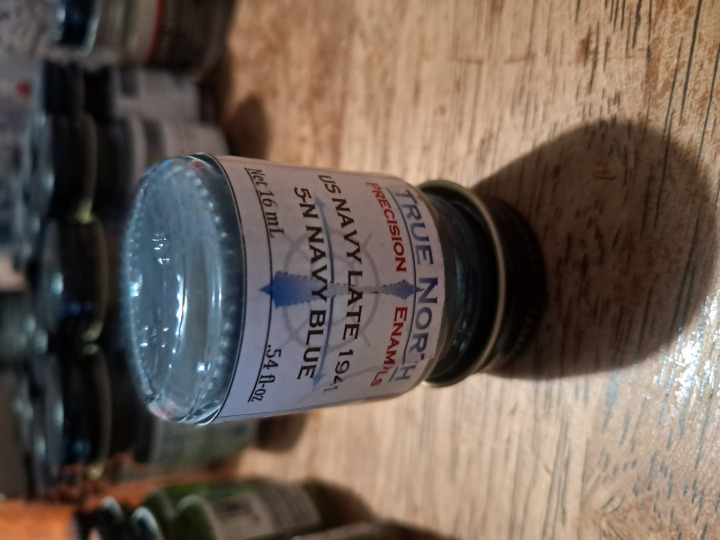 TRUE NORTH
PRECISION ENAMELS
US NAVY LATE 1941
5-N NAVY BLUE
Net 16 mL .54 fl-oz